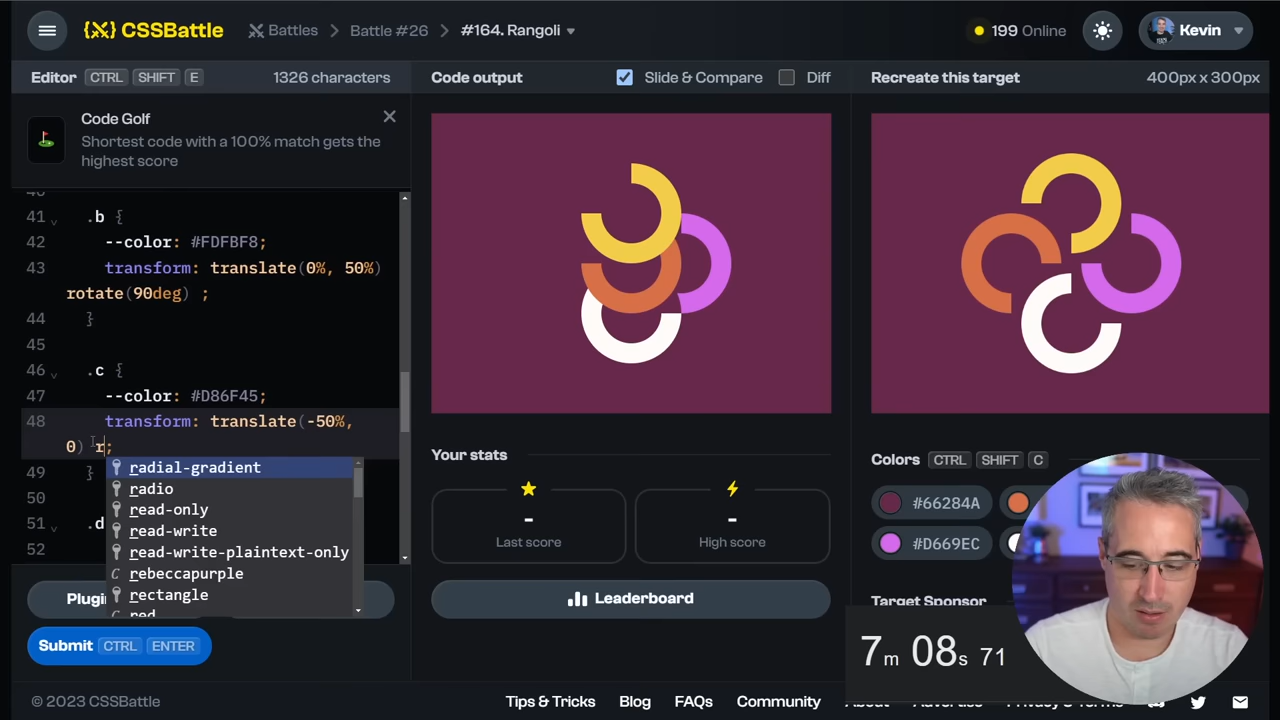 CSSBattle
Battles
Battle #26
#164. Rangoli
199 Online
Kevin
Editor CTRL SHIFT E
1326 characters
Code output
Slide & Compare
Diff
Recreate this target
400px x 300px
Code Golf
Shortest code with a 100% match gets the
highest score
41 .b {
42 --color: #FDFBF8;
43 transform: translate(0%, 50%)
rotate(90deg) ;
44 }
45
46 .c {
47 --color: #D86F45;
48 transform: translate(-50%,
0) r;
49 }
50
51 .d
52
radial-gradient
radio
read-only
read-write
read-write-plaintext-only
rebeccapurple
rectangle
red
Your stats
-
Last score
-
High score
Leaderboard
Colors CTRL SHIFT C
#66284A
#D669EC
Target Sponsor
7m 08s 71
Submit CTRL ENTER
© 2023 CSSBattle
Tips & Tricks
Blog
FAQs
Community